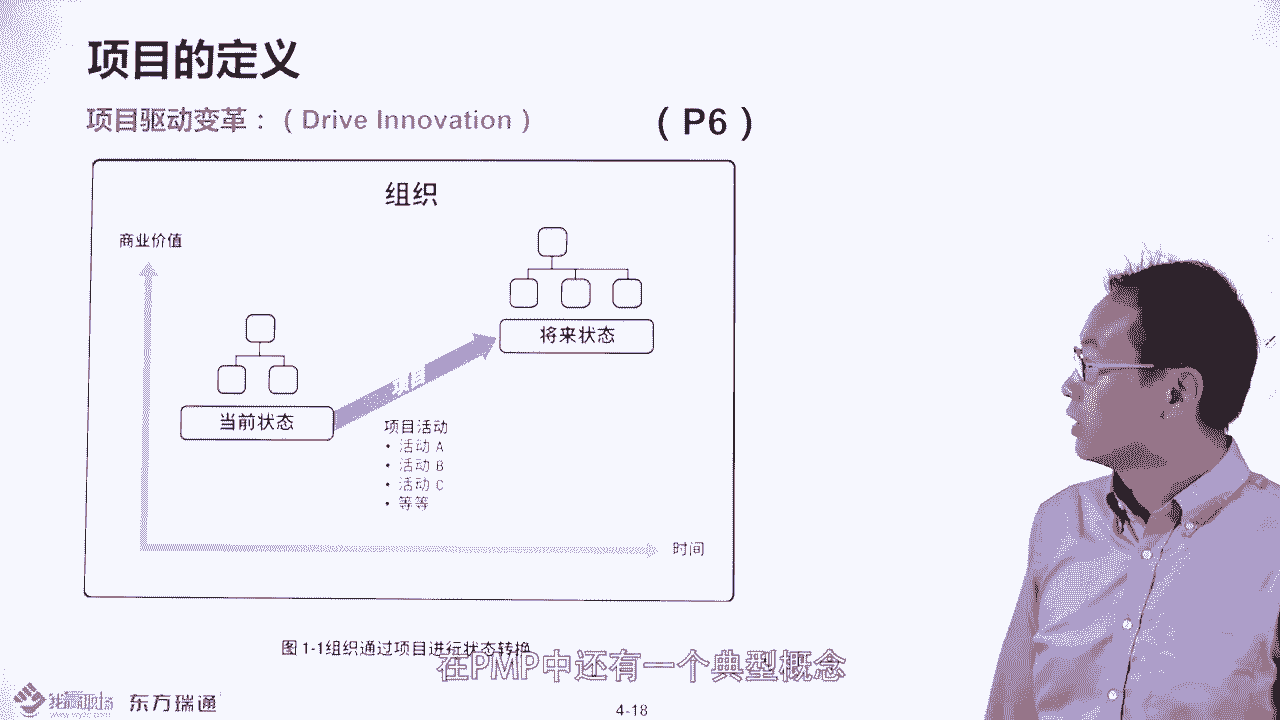 项目的定义
项目驱动变革：（Drive Innovation）
（P6）
组织
商业价值
将来状态
项目
当前状态
项目活动
• 活动 A
• 活动 B
• 活动 C
• 等等
时间
图 1-1组织通过项目进行状态转换
在PMP中还有一个典型概念
东方瑞通
4-18